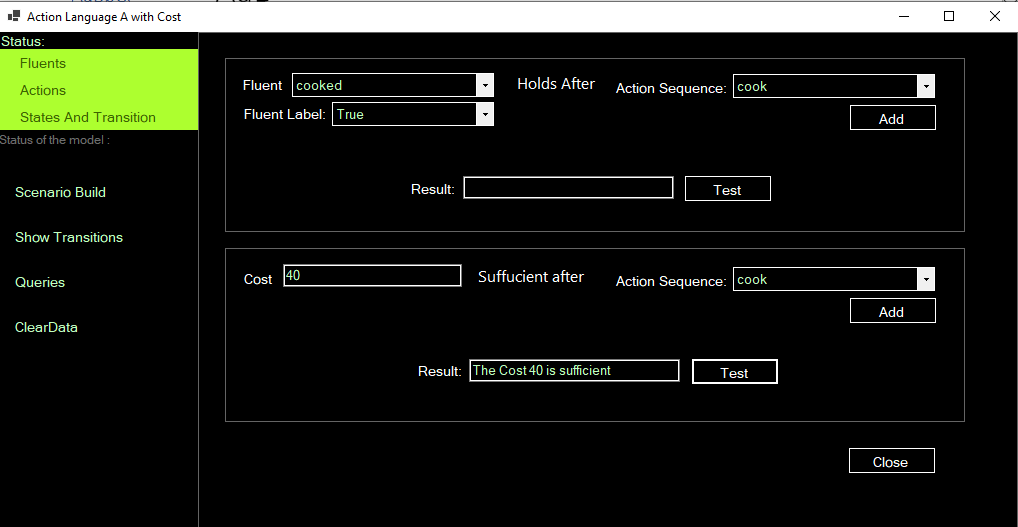 Action Language A with Cost
Status:
Fluents
Actions
States And Transition
Status of the model :
Scenario Build
Show Transitions
Queries
ClearData
Fluent cooked Holds After Action Sequence: cook
Fluent Label: True Add
Result: Test
Cost 40 Suffucient after Action Sequence: cook
Add
Result: The Cost 40 is sufficient Test
Close